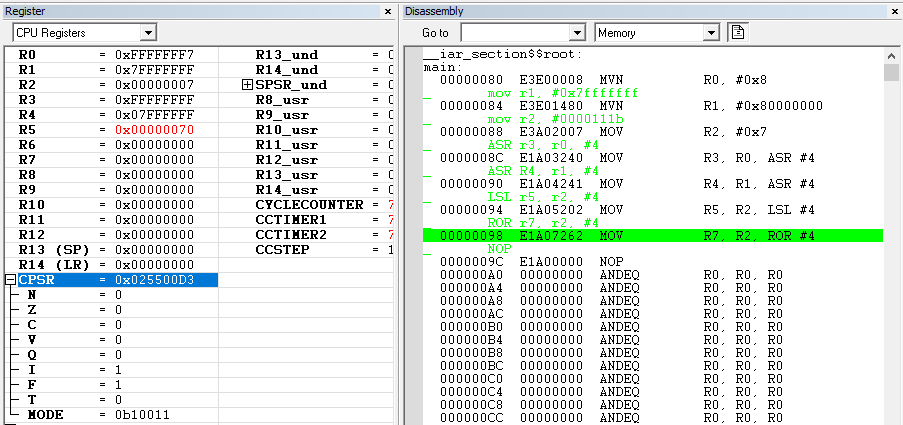 Register
CPU Registers
R0 = 0xFFFFFFF7 R13_und = 0
R1 = 0x7FFFFFFF R14_und = 0
R2 = 0x00000007 SPSR_und = 0
R3 = 0xFFFFFFFF R8_usr = 0
R4 = 0x07FFFFFF R9_usr = 0
R5 = 0x00000070 R10_usr = 0
R6 = 0x00000000 R11_usr = 0
R7 = 0x00000000 R12_usr = 0
R8 = 0x00000000 R13_usr = 0
R9 = 0x00000000 R14_usr = 0
R10 = 0x00000000 CYCLECOUNTER = 7
R11 = 0x00000000 CCTIMER1 = 7
R12 = 0x00000000 CCTIMER2 = 7
R13 (SP) = 0x00000000 CCSTEP = 1
R14 (LR) = 0x00000000
CPSR = 0x025500D3
N = 0
Z = 0
C = 0
V = 0
Q = 0
I = 1
F = 1
T = 0
MODE = 0b10011
Disassembly
Go to Memory
__iar_section$$root:
main:
00000080 E3E00008 MVN R0, #0x8
mov r1, #0x7fffffff
00000084 E3E01480 MVN R1, #0x80000000
mov r2, #0000111b
00000088 E3A02007 MOV R2, #0x7
ASR r3, r0, #4
0000008C E1A03240 MOV R3, R0, ASR #4
ASR R4, r1, #4
00000090 E1A04241 MOV R4, R1, ASR #4
LSL r5, r2, #4
00000094 E1A05202 MOV R5, R2, LSL #4
ROR r7, r2, #4
00000098 E1A07262 MOV R7, R2, ROR #4
NOP
0000009C E1A00000 NOP
000000A0 00000000 ANDEQ R0, R0, R0
000000A4 00000000 ANDEQ R0, R0, R0
000000A8 00000000 ANDEQ R0, R0, R0
000000AC 00000000 ANDEQ R0, R0, R0
000000B0 00000000 ANDEQ R0, R0, R0
000000B4 00000000 ANDEQ R0, R0, R0
000000B8 00000000 ANDEQ R0, R0, R0
000000BC 00000000 ANDEQ R0, R0, R0
000000C0 00000000 ANDEQ R0, R0, R0
000000C4 00000000 ANDEQ R0, R0, R0
000000C8 00000000 ANDEQ R0, R0, R0
000000CC 00000000 ANDEQ R0, R0, R0